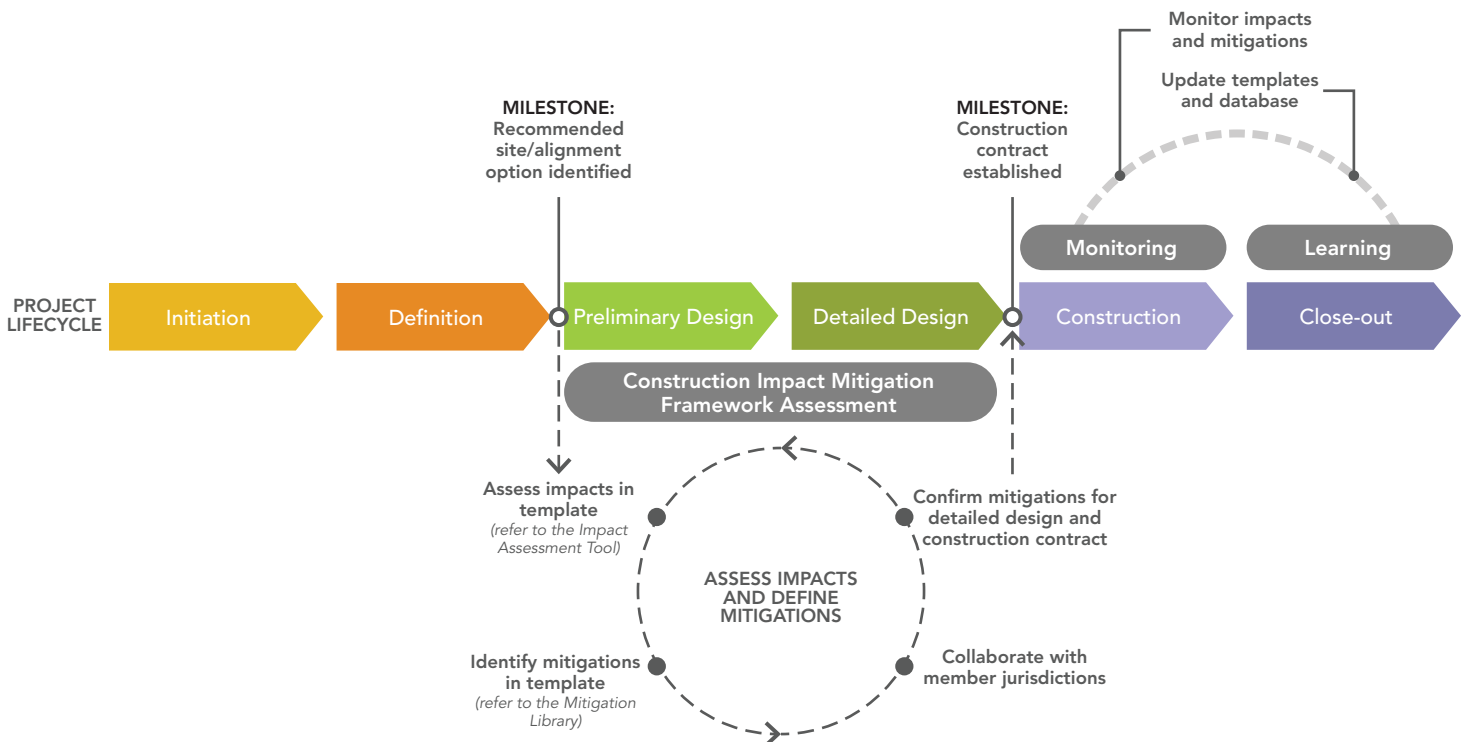 Monitor impacts
and mitigations
Update templates
and database
MILESTONE:
Recommended
site/alignment
option identified
MILESTONE:
Construction
contract
established
Monitoring
Learning
PROJECT
LIFECYCLE
Initiation
Definition
Preliminary Design
Detailed Design
Construction
Close-out
Construction Impact Mitigation
Framework Assessment
Assess impacts in
template
(refer to the Impact
Assessment Tool)
Confirm mitigations for
detailed design and
construction contract
ASSESS IMPACTS
AND DEFINE
MITIGATIONS
Identify mitigations
in template
(refer to the Mitigation
Library)
Collaborate with
member jurisdictions